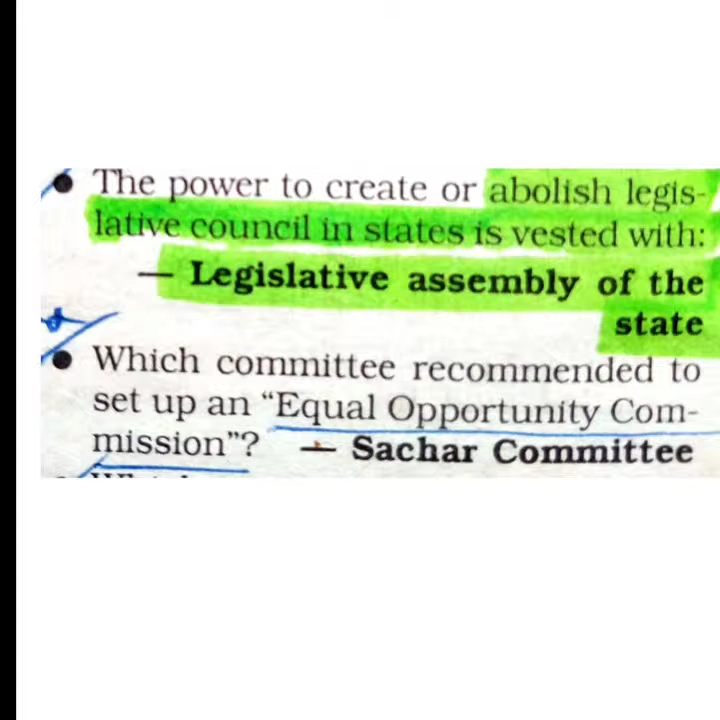 • The power to create or abolish legis-
lative council in states is vested with:
— Legislative assembly of the
state
• Which committee recommended to
set up an “Equal Opportunity Com-
mission”? — Sachar Committee